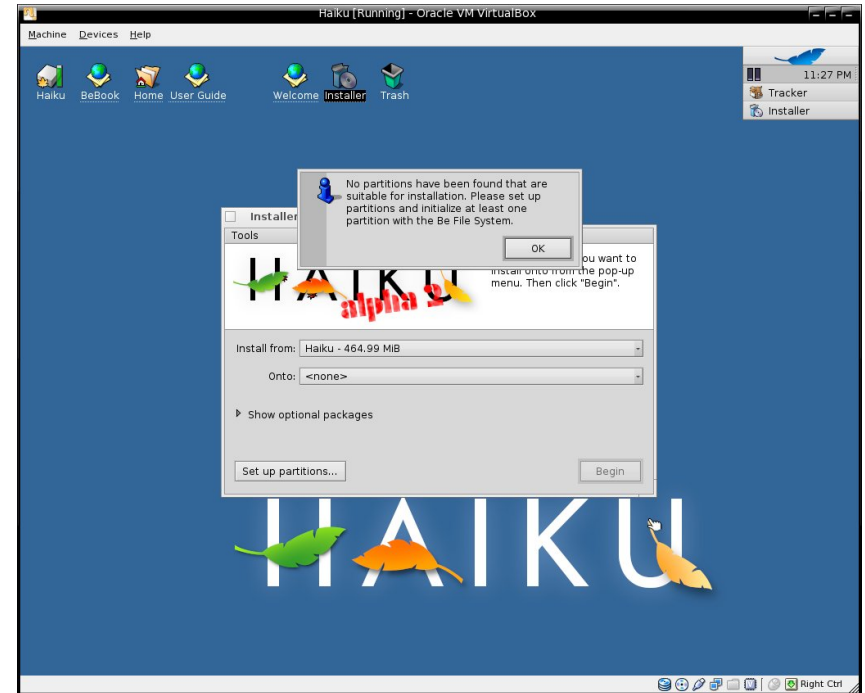 Haiku [Running] - Oracle VM VirtualBox
Machine Devices Help
11:27 PM
Tracker
Installer
Haiku BeBook Home User Guide Welcome Installer Trash
No partitions have been found that are
suitable for installation. Please set up
partitions and initialize at least one
partition with the Be File System.
OK
Installer
Tools
HAIKU
alpha 2
ou want to
install onto from the pop-up
menu. Then click "Begin".
Install from: Haiku - 464.99 MiB
Onto: <none>
Show optional packages
Set up partitions...
Begin
HAIKU
Right Ctrl